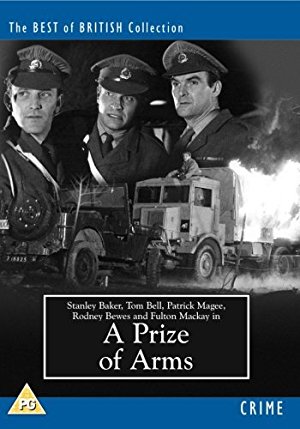 The BEST of BRITISH Collection
Stanley Baker, Tom Bell, Patrick Magee,
Rodney Bewes and Fulton Mackay in
A Prize
of Arms
PG
CRIME